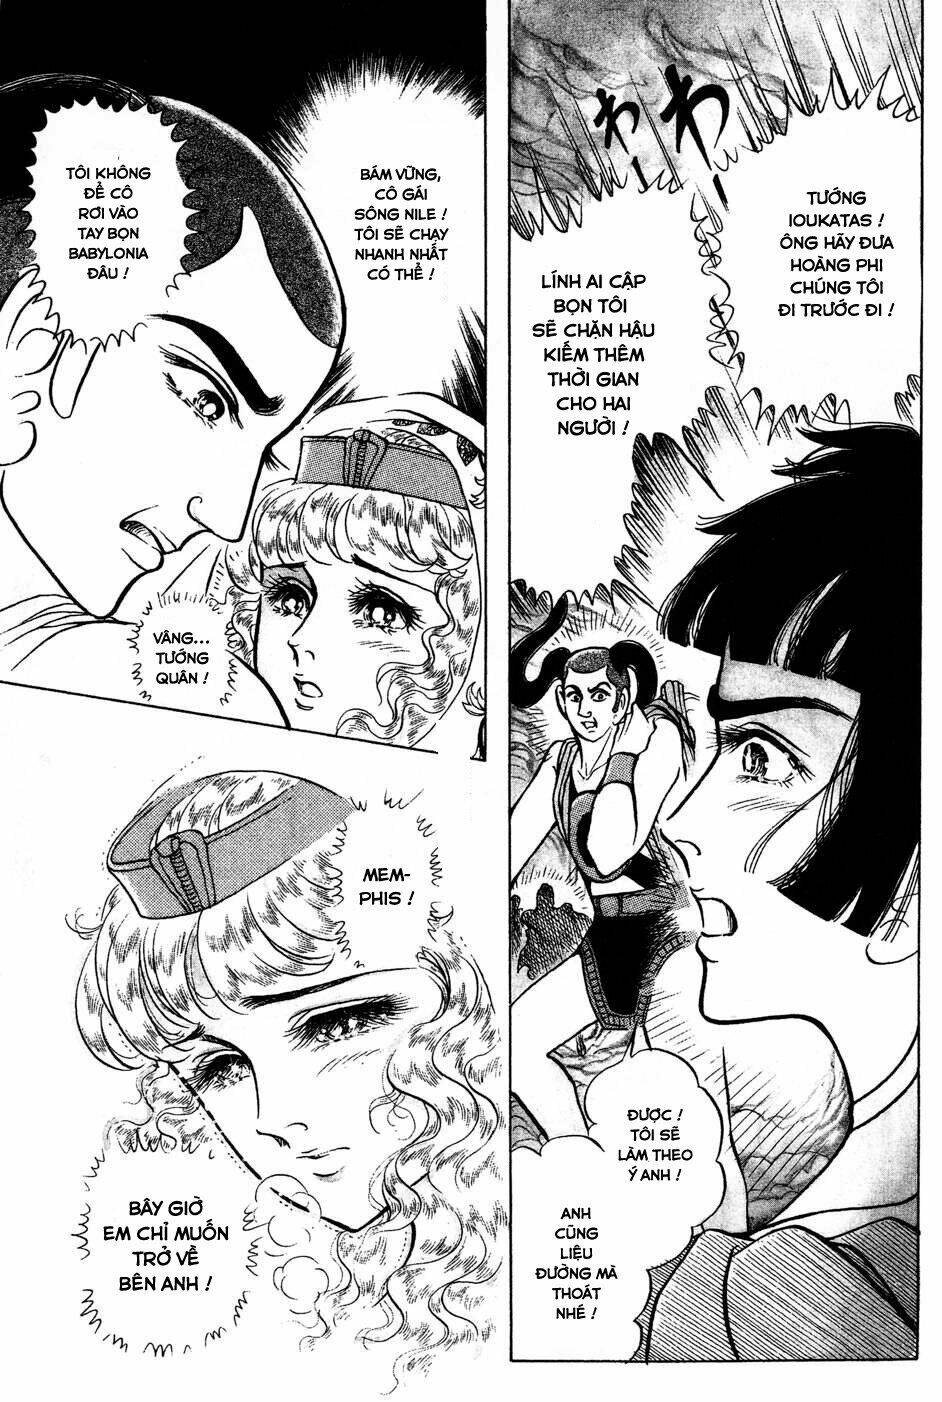 わー
わー
TƯỚNG
IOUKATAS !
ÔNG HÃY ĐƯA
HOÀNG PHI
CHÚNG TÔI
ĐI TRƯỚC ĐI !
LÍNH AI CẬP
BỌN TÔI
SẼ CHẶN HẬU
KIẾM THÊM
THỜI GIAN
CHO HAI
NGƯỜI !
ĐƯỢC !
TÔI SẼ
LÀM THEO
Ý ANH !
ANH
CŨNG
LIỆU
ĐƯỜNG MÀ
THOÁT
NHÉ !
BÁM VỮNG,
CÔ GÁI
SÔNG NILE !
TÔI SẼ CHẠY
NHANH NHẤT
CÓ THỂ !
TÔI KHÔNG
ĐỂ CÔ
RƠI VÀO
TAY BỌN
BABYLONIA
ĐÂU !
VÂNG...
TƯỚNG
QUÂN !
MEM-
PHIS !
BÂY GIỜ
EM CHỈ MUỐN
TRỞ VỀ
BÊN ANH !